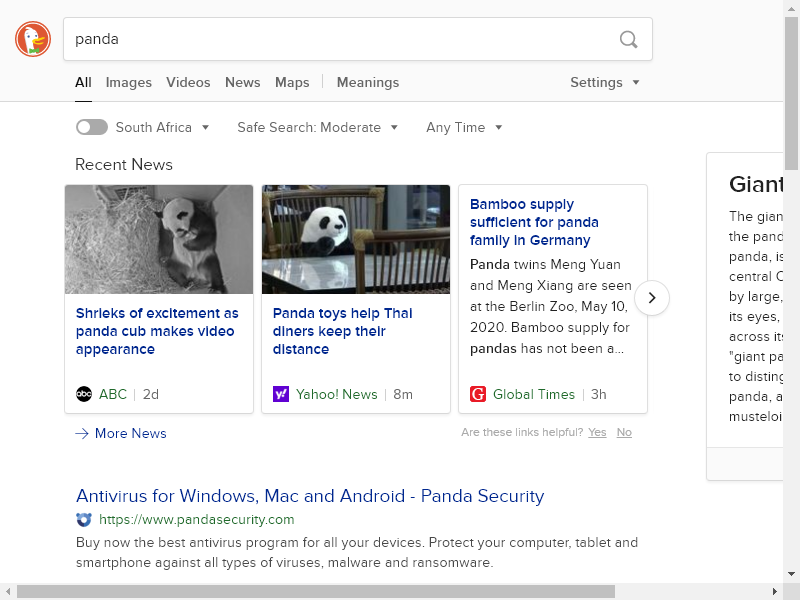 panda
All Images Videos News Maps Meanings Settings
South Africa Safe Search: Moderate Any Time
Recent News
Shrieks of excitement as
panda cub makes video
appearance
abc ABC 2d
Panda toys help Thai
diners keep their
distance
y! Yahoo! News 8m
Bamboo supply
sufficient for panda
family in Germany
Panda twins Meng Yuan
and Meng Xiang are seen
at the Berlin Zoo, May 10,
2020. Bamboo supply for
pandas has not been a...
G Global Times 3h
More News
Are these links helpful? Yes No
Antivirus for Windows, Mac and Android - Panda Security
https://www.pandasecurity.com
Buy now the best antivirus program for all your devices. Protect your computer, tablet and
smartphone against all types of viruses, malware and ransomware.
Giant
The gian
the pand
panda, is
central C
by large,
its eyes,
across its
"giant pa
to disting
panda, a
musteloi